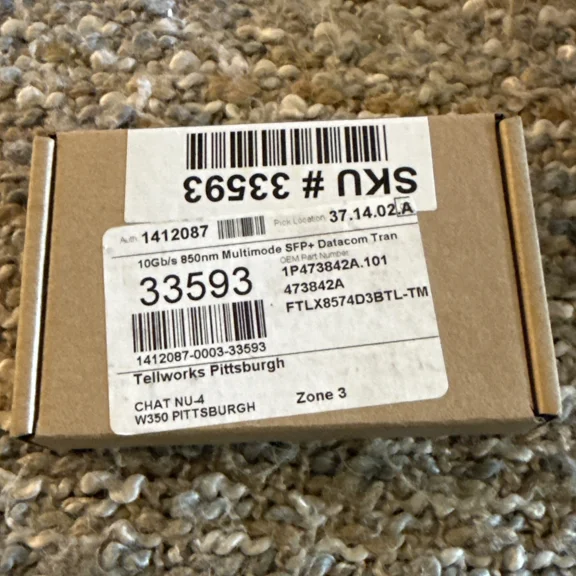 SKU # 33593
Auth. 1412087 Pick Location 37.14.02.A
10Gb/s 850nm Multimode SFP+ Datacom Tran
OEM Part Number
33593 1P473842A.101
473842A
FTLX8574D3BTL-TM
1412087-0003-33593
Tellworks Pittsburgh
CHAT NU-4 Zone 3
W350 PITTSBURGH